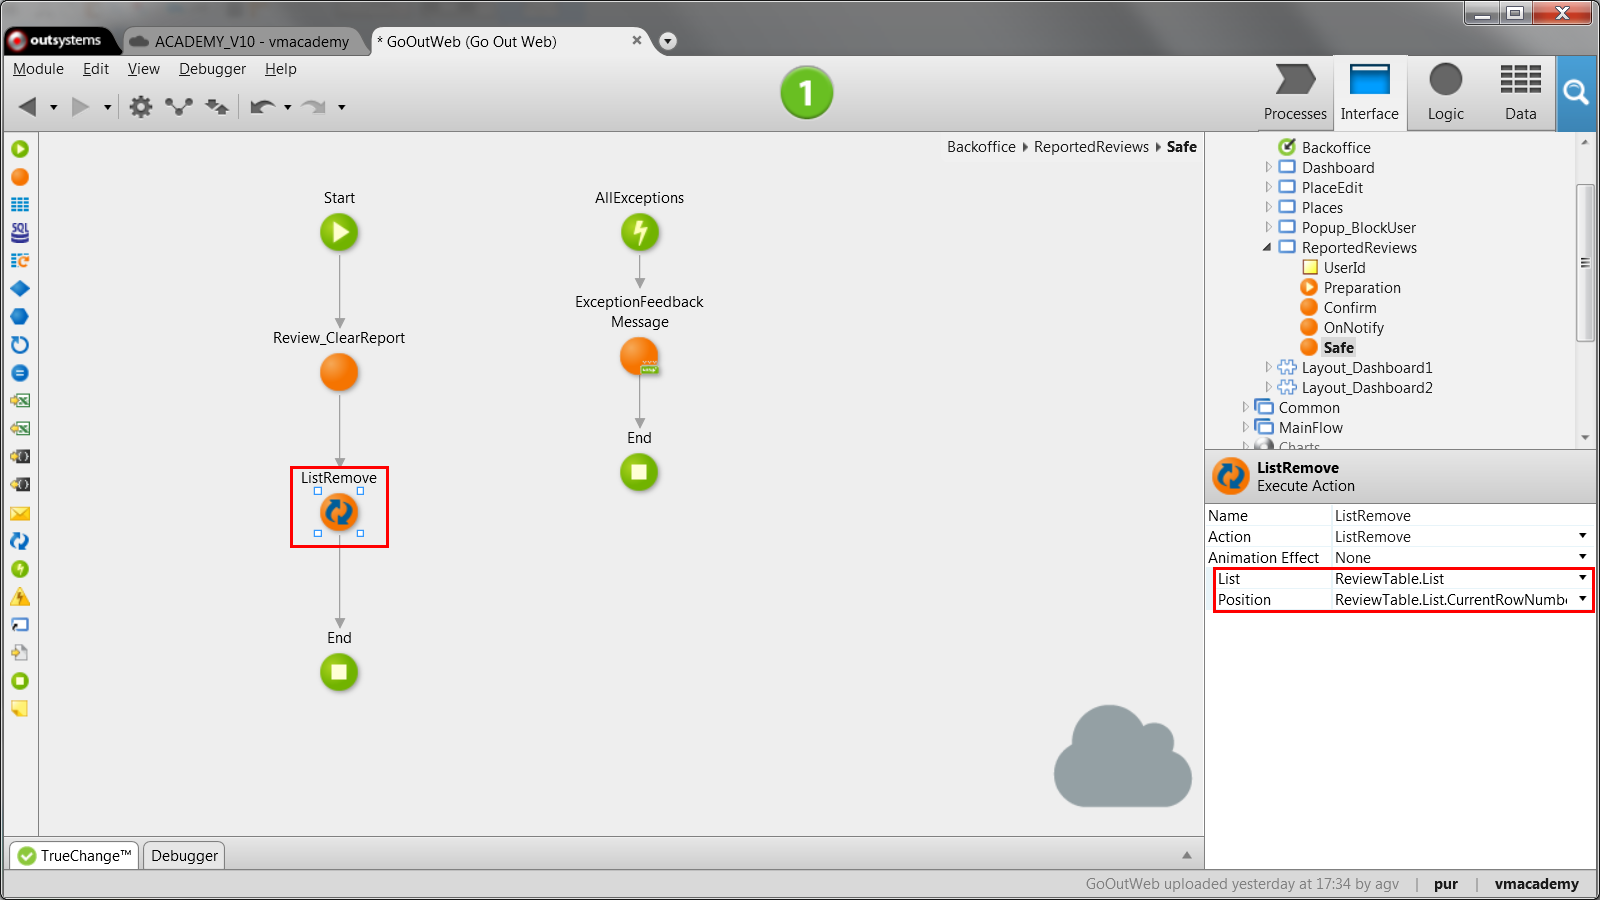 outsystems
ACADEMY_V10 - vmacademy
* GoOutWeb (Go Out Web)
Module Edit View Debugger Help
1
Processes
Interface
Logic
Data
SQL
Backoffice ReportedReviews Safe
Start
Review_ClearReport
ListRemove
End
AllExceptions
ExceptionFeedback
Message
End
Backoffice
Dashboard
PlaceEdit
Places
Popup_BlockUser
ReportedReviews
UserId
Preparation
Confirm
OnNotify
Safe
Layout_Dashboard1
Layout_Dashboard2
Common
MainFlow
Charts
ListRemove
Execute Action
Name ListRemove
Action ListRemove
Animation Effect None
List ReviewTable.List
Position ReviewTable.List.CurrentRowNumbe
TrueChange™ Debugger
GoOutWeb uploaded yesterday at 17:34 by agv | pur | vmacademy